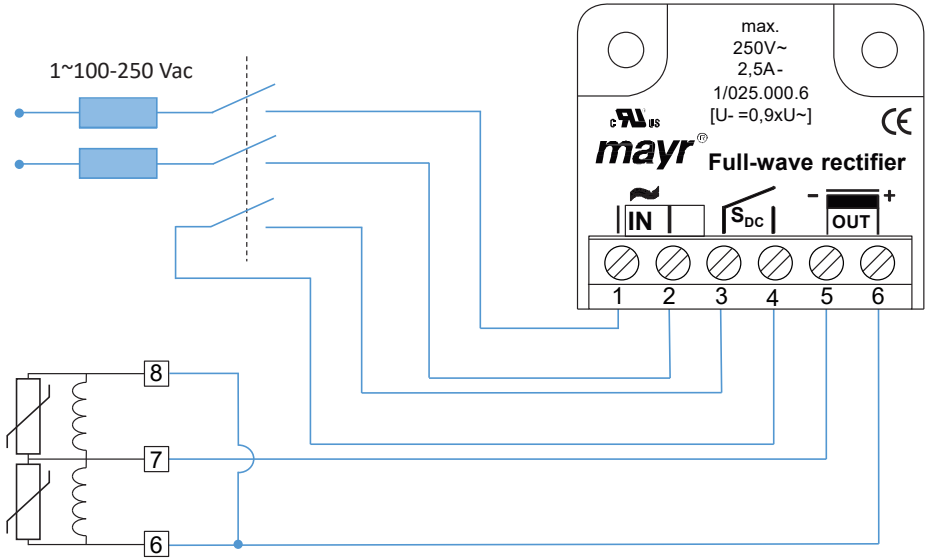 1~100-250 Vac
max.
250V~
2,5A-
1/025.000.6
[U- =0,9xU~]
c RU US
CE
mayr®
Full-wave rectifier
~
IN
SDC
- +
OUT
1 2 3 4 5 6
8
7
6